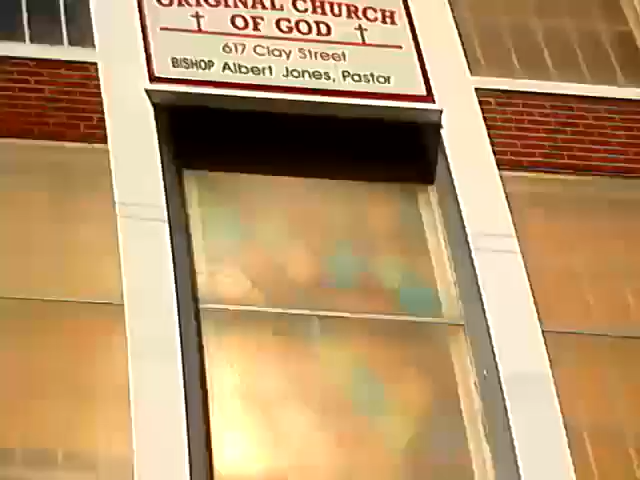 ORIGINAL CHURCH
OF GOD
617 Clay Street
BISHOP Albert Jones, Pastor